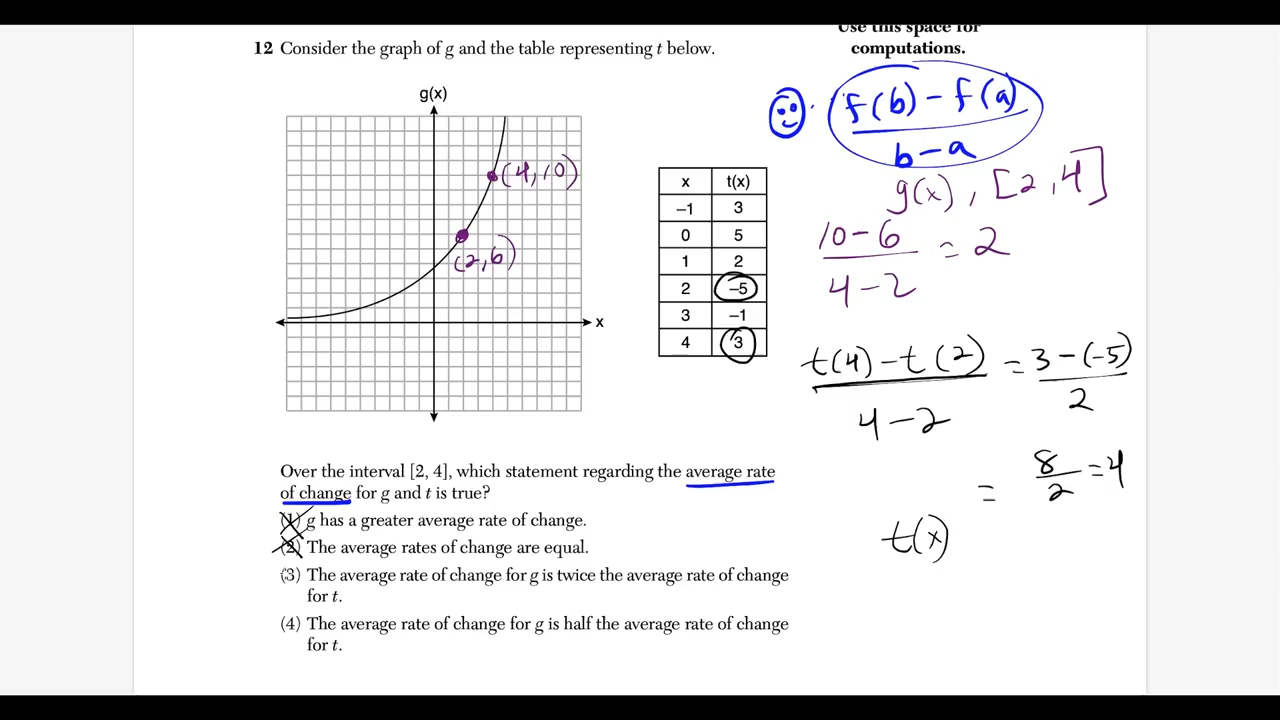 Use this space for
computations.
12 Consider the graph of g and the table representing t below.
g(x)
(4, 10)
(2, 6)
x
x t(x)
–1 3
0 5
1 2
2 –5
3 –1
4 3
f(b) – f(a)
b – a
g(x), [2, 4]
10 – 6
4 – 2
= 2
t(4) – t(2)
4 – 2
= 3 – (–5)
2
= 8
2
= 4
t(x)
Over the interval [2, 4], which statement regarding the average rate
of change for g and t is true?
(1) g has a greater average rate of change.
(2) The average rates of change are equal.
(3) The average rate of change for g is twice the average rate of change
for t.
(4) The average rate of change for g is half the average rate of change
for t.